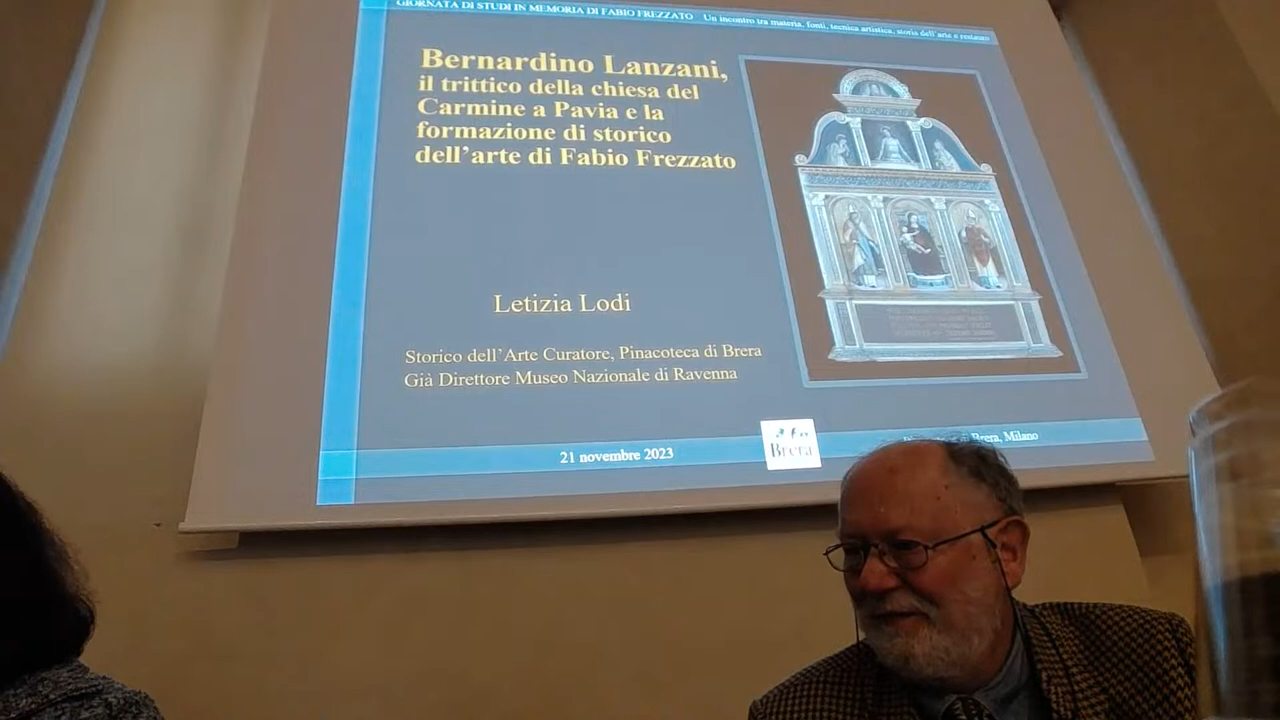 GIORNATA DI STUDI IN MEMORIA DI FABIO FREZZATO Un incontro tra materia, fonti, tecnica artistica, storia dell'arte e restauro
Bernardino Lanzani,
il trittico della chiesa del
Carmine a Pavia e la
formazione di storico
dell'arte di Fabio Frezzato
Letizia Lodi
Storico dell'Arte Curatore, Pinacoteca di Brera
Già Direttore Museo Nazionale di Ravenna
21 novembre 2023
Brera
di Brera, Milano